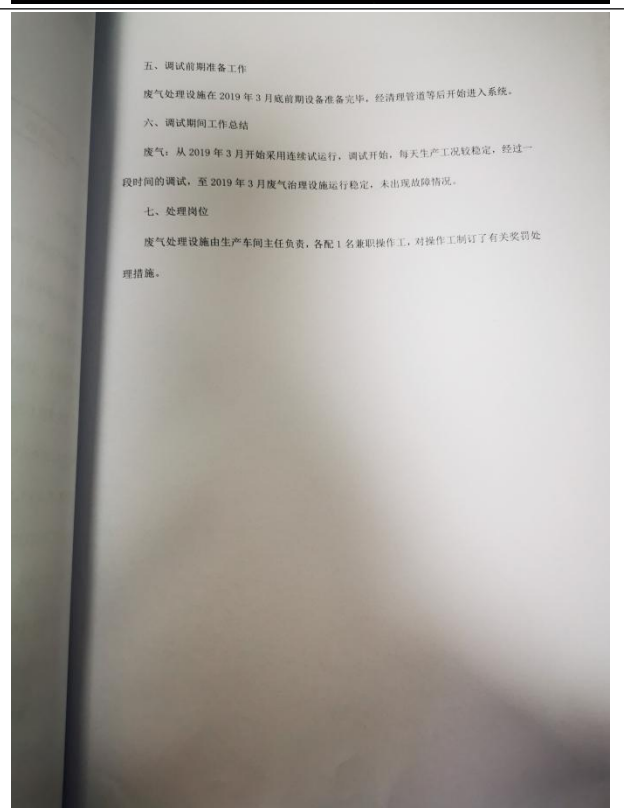 五、调试前期准备工作
废气处理设施在 2019 年 3 月底前期设备准备完毕，经清理管道等后开始进入系统。
六、调试期间工作总结
废气：从 2019 年 3 月开始采用连续试运行，调试开始，每天生产工况较稳定，经过一
段时间的调试，至 2019 年 3 月废气治理设施运行稳定，未出现故障情况。
七、处理岗位
废气处理设施由生产车间主任负责，各配 1 名兼职操作工，对操作工制订了有关奖罚处
理措施。